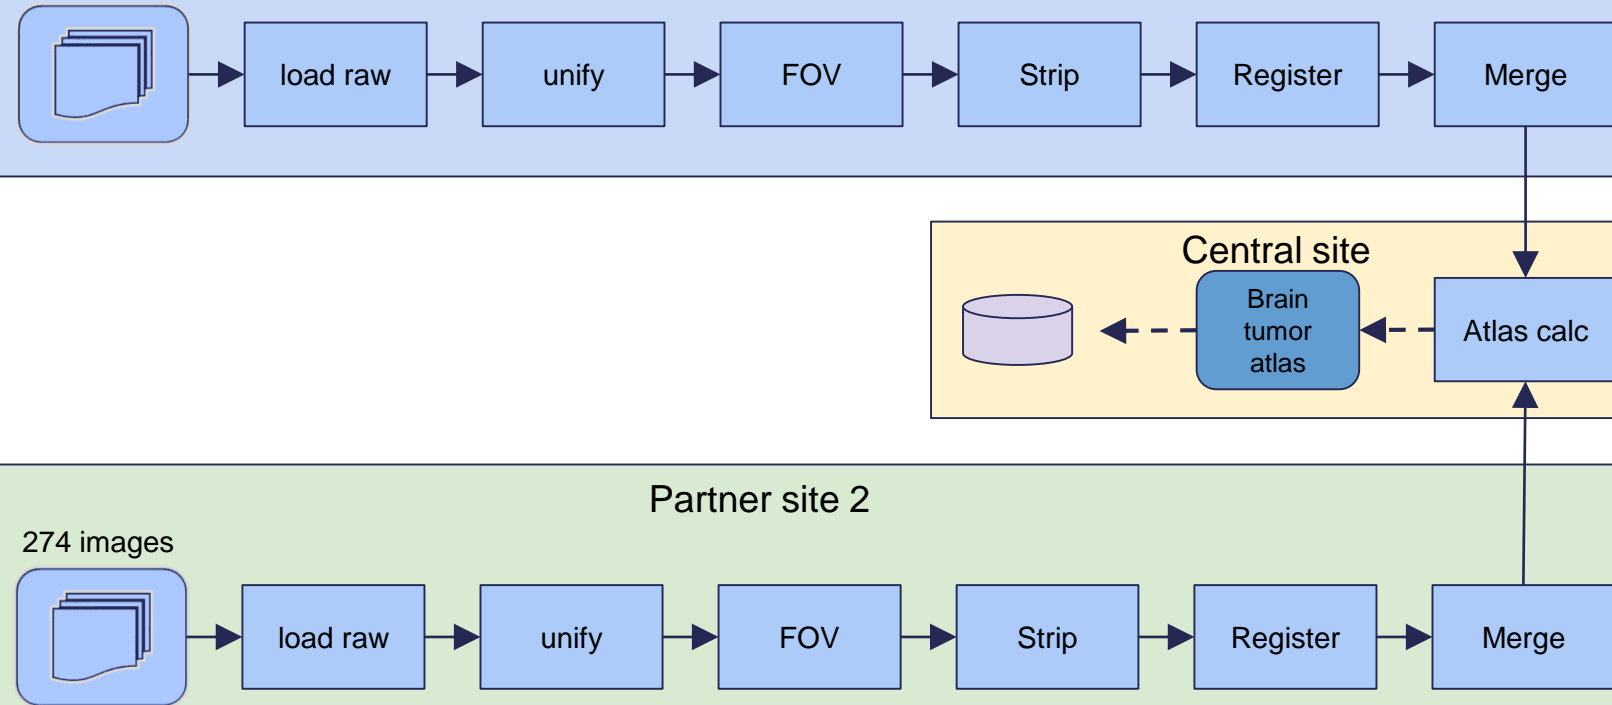 load raw
unify
FOV
Strip
Register
Merge
Central site
Brain
tumor
atlas
Atlas calc
Partner site 2
274 images
load raw
unify
FOV
Strip
Register
Merge